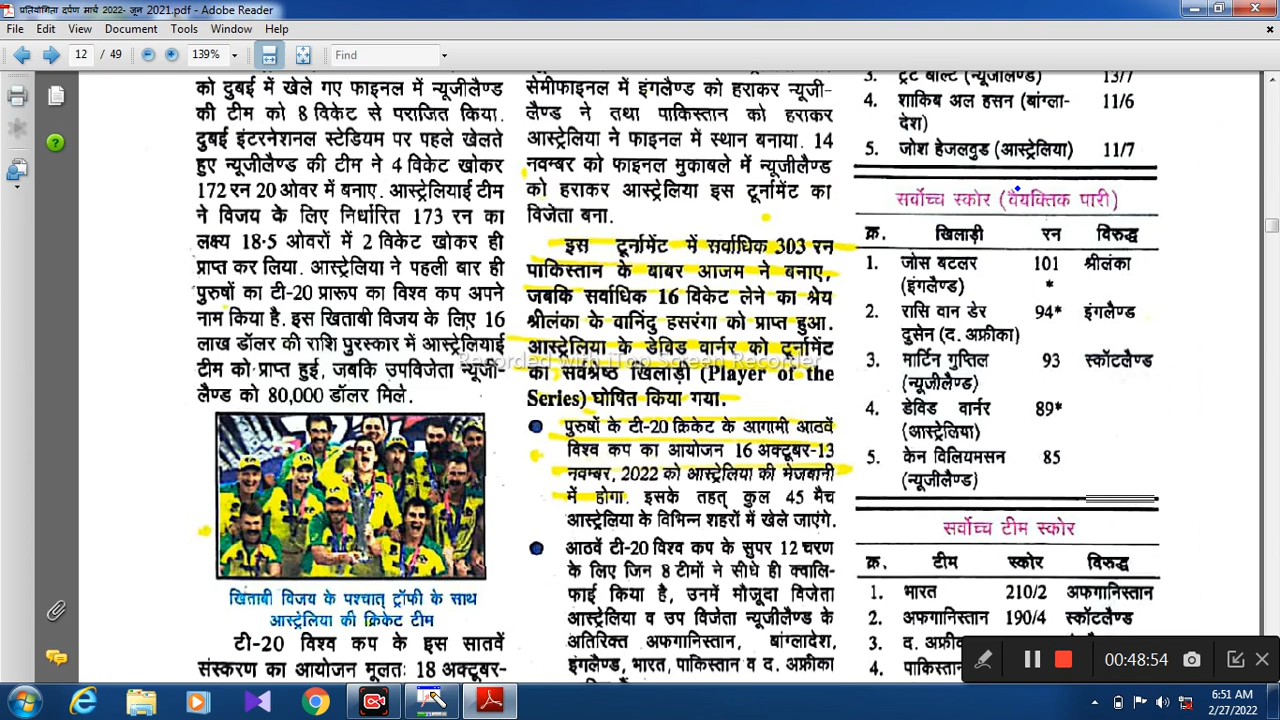 प्रतियोगिता दर्पण मार्च 2022- जून 2021.pdf - Adobe Reader
File Edit View Document Tools Window Help
12 / 49 139% Find
को दुबई में खेले गए फाइनल में न्यूजीलैण्ड
की टीम को 8 विकेट से पराजित किया.
दुबई इंटरनेशनल स्टेडियम पर पहले खेलते
हुए न्यूजीलैण्ड की टीम ने 4 विकेट खोकर
172 रन 20 ओवर में बनाए. आस्ट्रेलियाई टीम
ने विजय के लिए निर्धारित 173 रन का
लक्ष्य 18·5 ओवरों में 2 विकेट खोकर ही
प्राप्त कर लिया. आस्ट्रेलिया ने पहली बार ही
पुरुषों का टी-20 प्रारूप का विश्व कप अपने
नाम किया है. इस खिताबी विजय के लिए 16
लाख डॉलर की राशि पुरस्कार में आस्ट्रेलियाई
टीम को प्राप्त हुई, जबकि उपविजेता न्यूजी-
लैण्ड को 80,000 डॉलर मिले.
खिताबी विजय के पश्चात् ट्रॉफी के साथ
आस्ट्रेलिया की क्रिकेट टीम
टी-20 विश्व कप के इस सातवें
संस्करण का आयोजन मूलतः 18 अक्टूबर-
सेमीफाइनल में इंगलैण्ड को हराकर न्यूजी-
लैण्ड ने तथा पाकिस्तान को हराकर
आस्ट्रेलिया ने फाइनल में स्थान बनाया. 14
नवम्बर को फाइनल मुकाबले में न्यूजीलैण्ड
को हराकर आस्ट्रेलिया इस टूर्नामेंट का
विजेता बना.
इस टूर्नामेंट में सर्वाधिक 303 रन
पाकिस्तान के बाबर आजम ने बनाए,
जबकि सर्वाधिक 16 विकेट लेने का श्रेय
श्रीलंका के वानिंदु हसरंगा को प्राप्त हुआ.
आस्ट्रेलिया के डेविड वार्नर को टूर्नामेंट
का सर्वश्रेष्ठ खिलाड़ी (Player of the
Series) घोषित किया गया.
पुरुषों के टी-20 क्रिकेट के आगामी आठवें
विश्व कप का आयोजन 16 अक्टूबर-13
नवम्बर, 2022 को आस्ट्रेलिया की मेजबानी
में होगा. इसके तहत् कुल 45 मैच
आस्ट्रेलिया के विभिन्न शहरों में खेले जाएंगे.
आठवें टी-20 विश्व कप के सुपर 12 चरण
के लिए जिन 8 टीमों ने सीधे ही क्वालि-
फाई किया है, उनमें मौजूदा विजेता
आस्ट्रेलिया व उप विजेता न्यूजीलैण्ड के
अतिरिक्त अफगानिस्तान, बांग्लादेश,
इंगलैण्ड, भारत, पाकिस्तान व द. अफ्रीका
3. ट्रेंट बोल्ट (न्यूजीलैण्ड) 13/7
4. शाकिब अल हसन (बांग्ला- 11/6
देश)
5. जोश हेजलवुड (आस्ट्रेलिया) 11/7
सर्वोच्च स्कोर (वैयक्तिक पारी)
क्र. खिलाड़ी रन विरुद्ध
1. जोस बटलर 101 श्रीलंका
(इंगलैण्ड) *
2. रासि वान डेर 94* इंगलैण्ड
दुसेन (द. अफ्रीका)
3. मार्टिन गुप्तिल 93 स्कॉटलैण्ड
(न्यूजीलैण्ड)
4. डेविड वार्नर 89*
(आस्ट्रेलिया)
5. केन विलियमसन 85
(न्यूजीलैण्ड)
सर्वोच्च टीम स्कोर
क्र. टीम स्कोर विरुद्ध
1. भारत 210/2 अफगानिस्तान
2. अफगानिस्तान 190/4 स्कॉटलैण्ड
3. द. अफ्री
4. पाकिस्तान
Recorded with iTop Screen Recorder
00:48:54
6:51 AM
2/27/2022